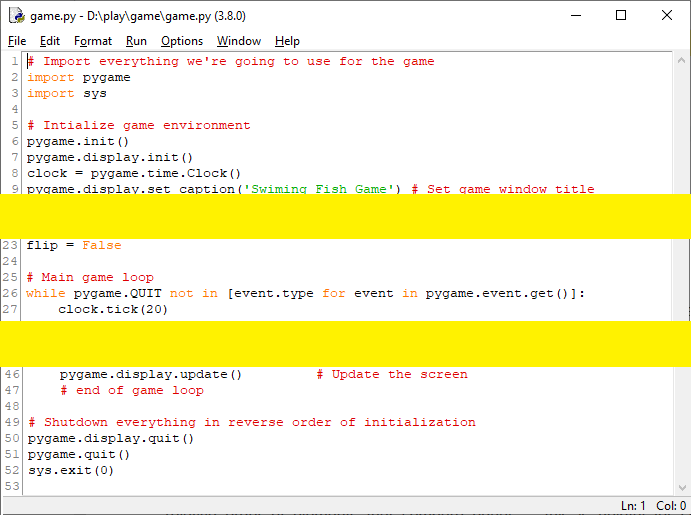 game.py - D:\play\game\game.py (3.8.0)
File Edit Format Run Options Window Help
1 # Import everything we're going to use for the game
2 import pygame
3 import sys
4
5 # Intialize game environment
6 pygame.init()
7 pygame.display.init()
8 clock = pygame.time.Clock()
9 pygame.display.set_caption('Swiming Fish Game') # Set game window title
23 flip = False
24
25 # Main game loop
26 while pygame.QUIT not in [event.type for event in pygame.event.get()]:
27     clock.tick(20)
46     pygame.display.update()         # Update the screen
47     # end of game loop
48
49 # Shutdown everything in reverse order of initialization
50 pygame.display.quit()
51 pygame.quit()
52 sys.exit(0)
53
Ln: 1 Col: 0